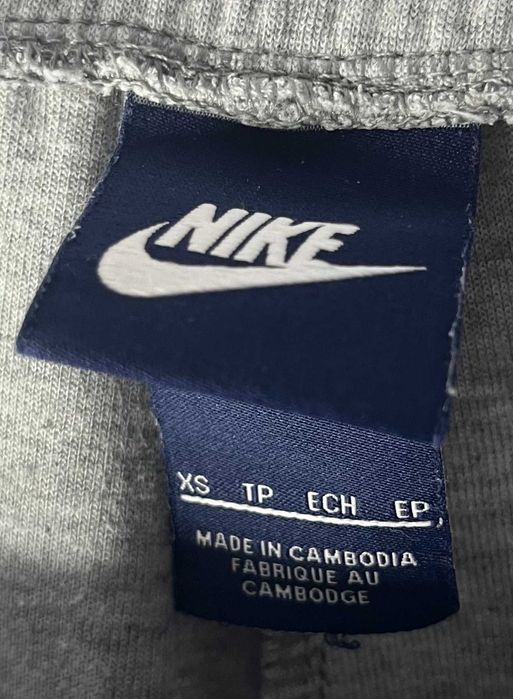 NIKE
XS TP ECH EP
MADE IN CAMBODIA
FABRIQUE AU
CAMBODGE